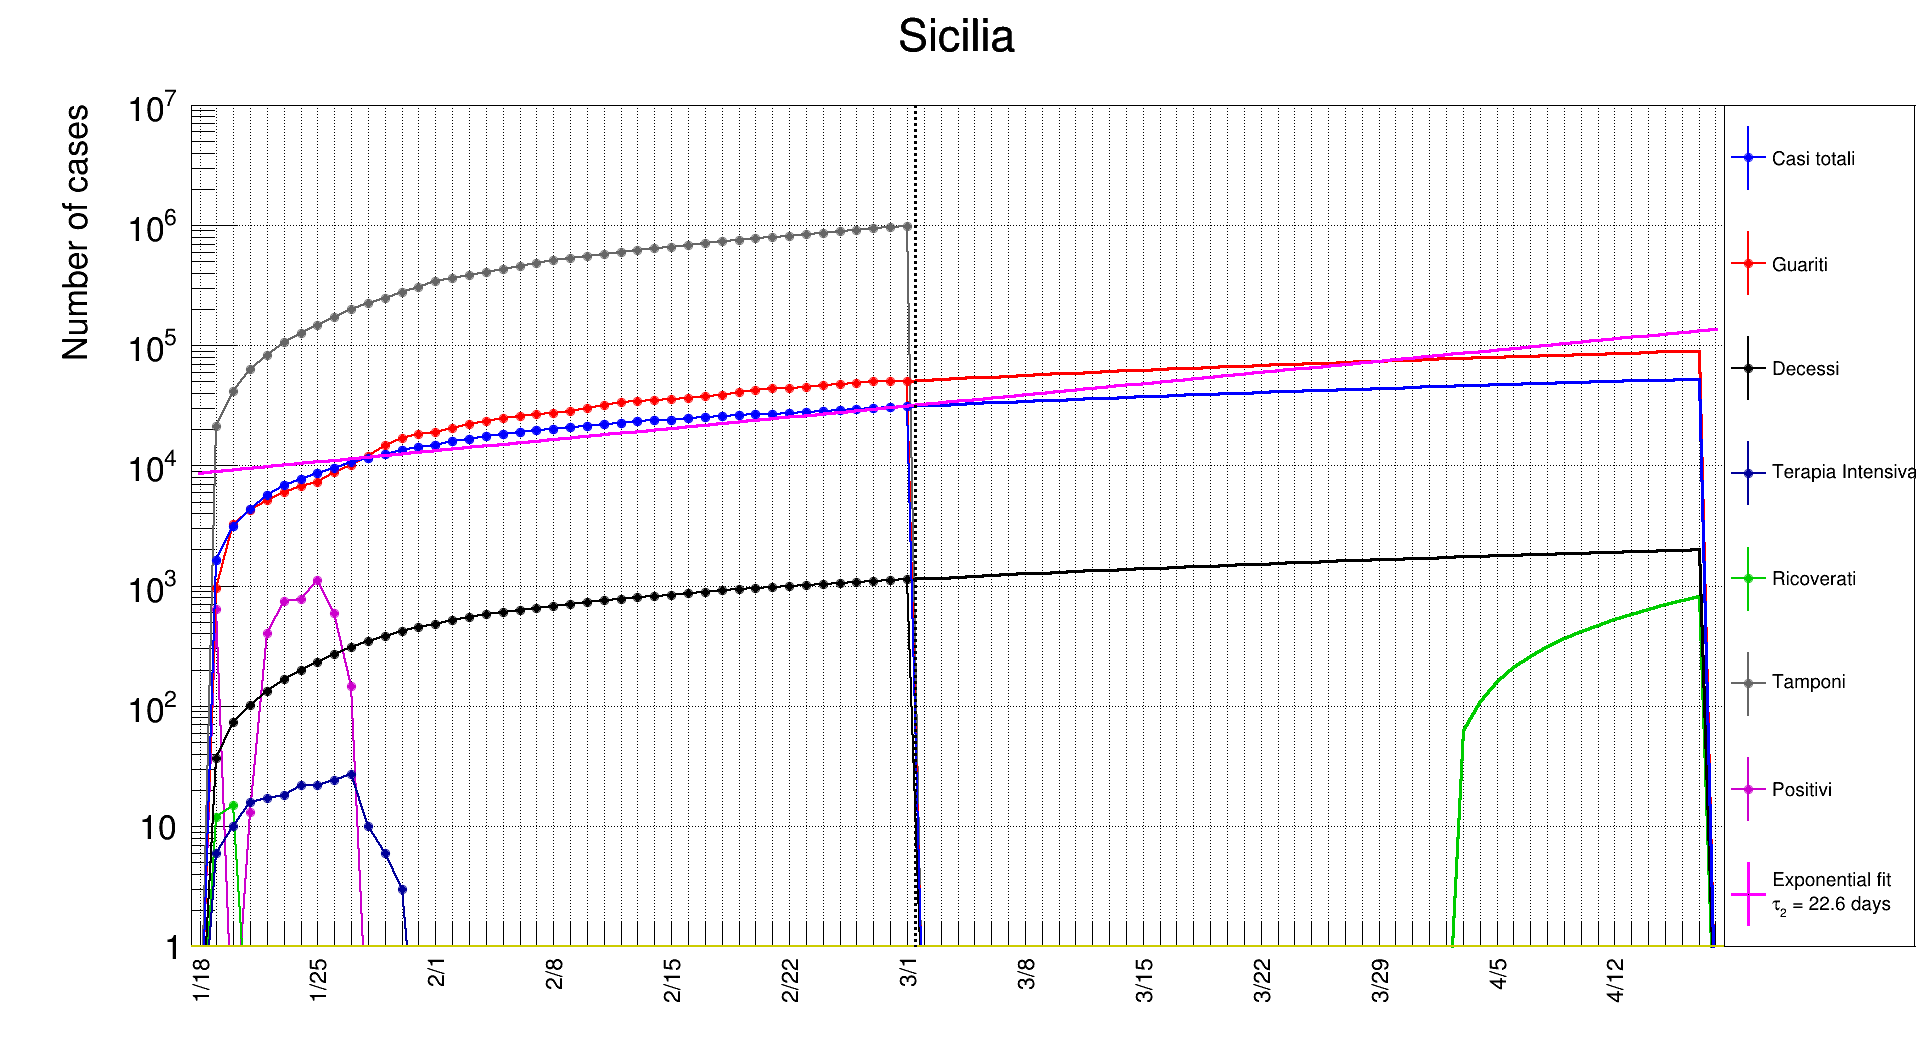 Sicilia
Number of cases
10^7
10^6
10^5
10^4
10^3
10^2
10
1
1/18
1/25
2/1
2/8
2/15
2/22
3/1
3/8
3/15
3/22
3/29
4/5
4/12
Casi totali
Guariti
Decessi
Terapia Intensiva
Ricoverati
Tamponi
Positivi
Exponential fit
τ_2 = 22.6 days